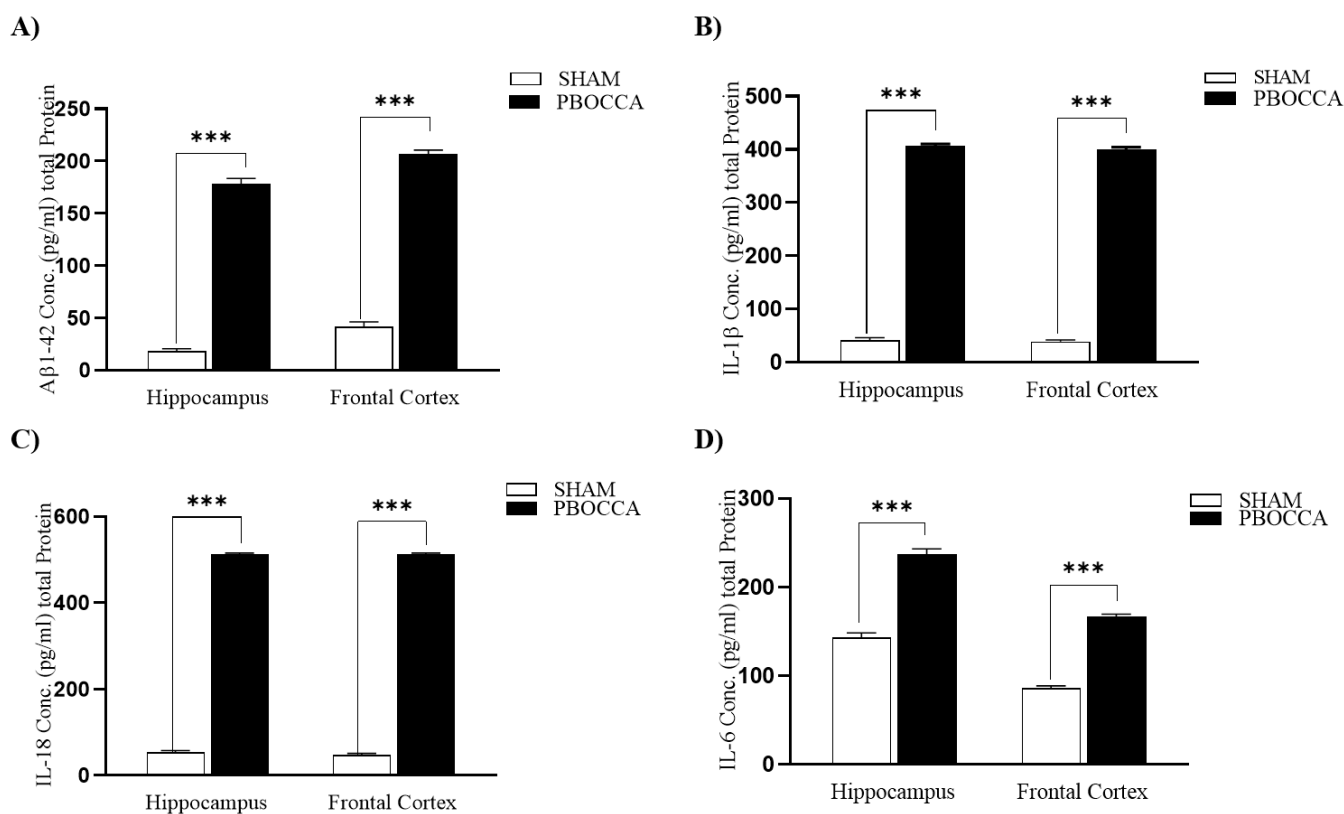 A)
SHAM
PBOCCA
Aβ1-42 Conc. (pg/ml) total Protein
250
200
150
100
50
0
***
***
Hippocampus
Frontal Cortex
B)
SHAM
PBOCCA
IL-1β Conc. (pg/ml) total Protein
500
400
300
200
100
0
***
***
Hippocampus
Frontal Cortex
C)
SHAM
PBOCCA
IL-18 Conc. (pg/ml) total Protein
600
400
200
0
***
***
Hippocampus
Frontal Cortex
D)
SHAM
PBOCCA
IL-6 Conc. (pg/ml) total Protein
300
200
100
0
***
***
Hippocampus
Frontal Cortex